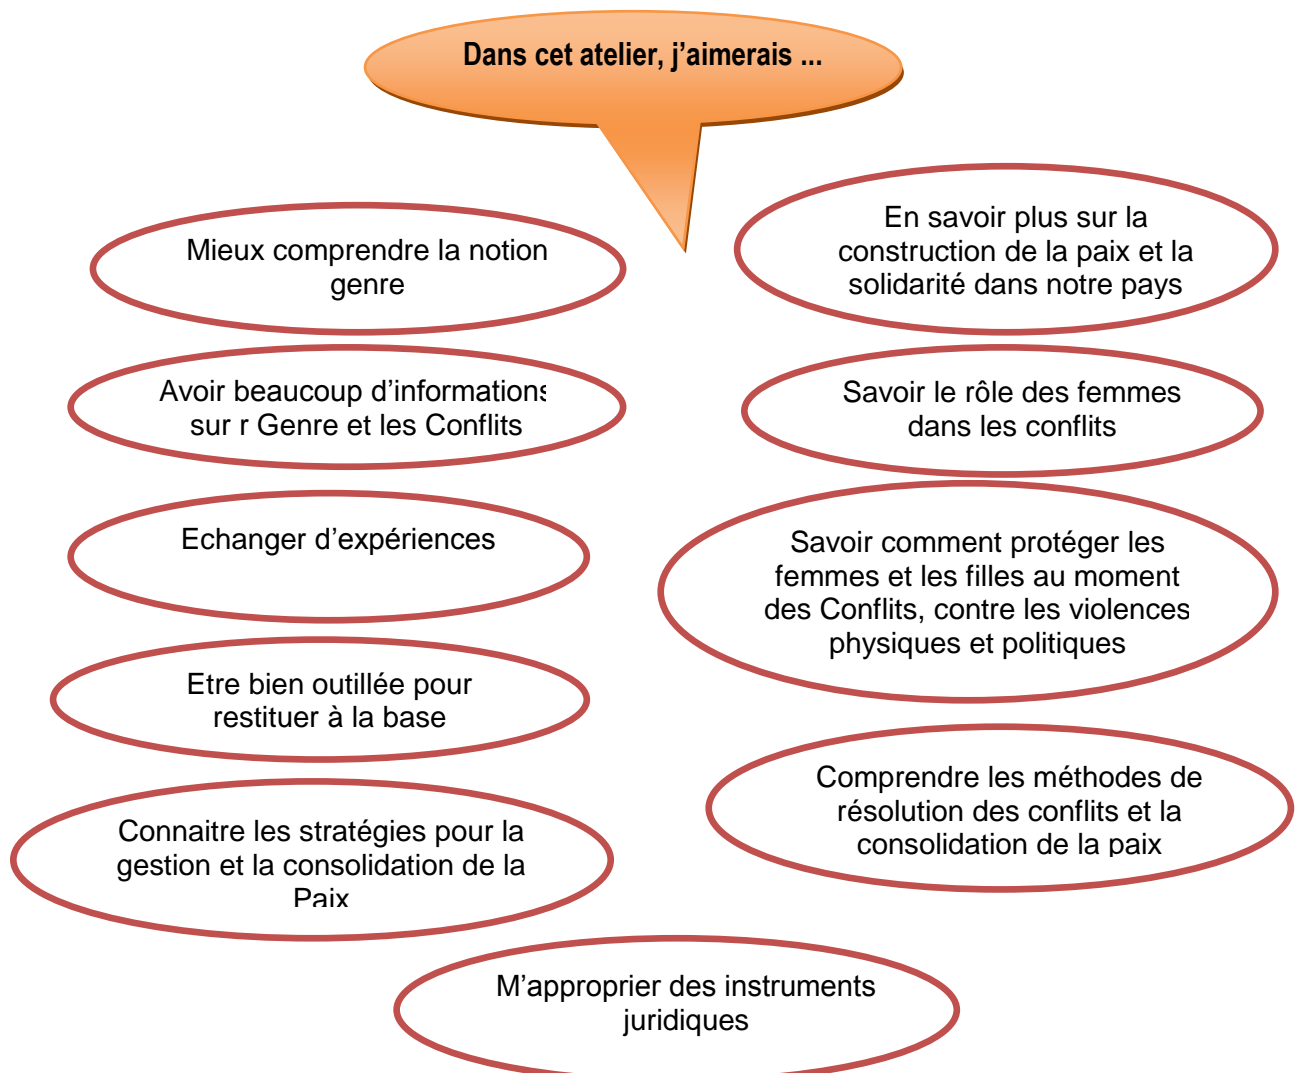 Dans cet atelier, j’aimerais ...
Mieux comprendre la notion
genre
Avoir beaucoup d’informations
sur r Genre et les Conflits
Echanger d’expériences
Etre bien outillée pour
restituer à la base
Connaitre les stratégies pour la
gestion et la consolidation de la
Paix
En savoir plus sur la
construction de la paix et la
solidarité dans notre pays
Savoir le rôle des femmes
dans les conflits
Savoir comment protéger les
femmes et les filles au moment
des Conflits, contre les violences
physiques et politiques
Comprendre les méthodes de
résolution des conflits et la
consolidation de la paix
M’approprier des instruments
juridiques